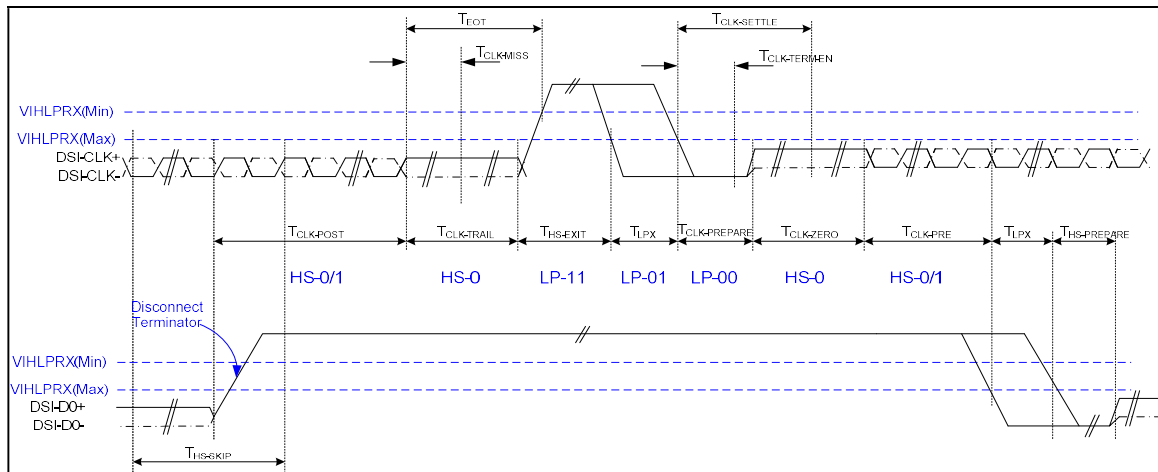 TEOT
TCLK-SETTLE
TCLK-MISS
TCLK-TERM-EN
VIHLPRX(Min)
VIHLPRX(Max)
DSI-CLK+
DSI-CLK-
TCLK-POST TCLK-TRAIL THS-EXIT TLPX TCLK-PREPARE TCLK-ZERO TCLK-PRE TLPX THS-PREPARE
HS-0/1 HS-0 LP-11 LP-01 LP-00 HS-0 HS-0/1
Disconnect
Terminator
VIHLPRX(Min)
VIHLPRX(Max)
DSI-D0+
DSI-D0-
THS-SKIP